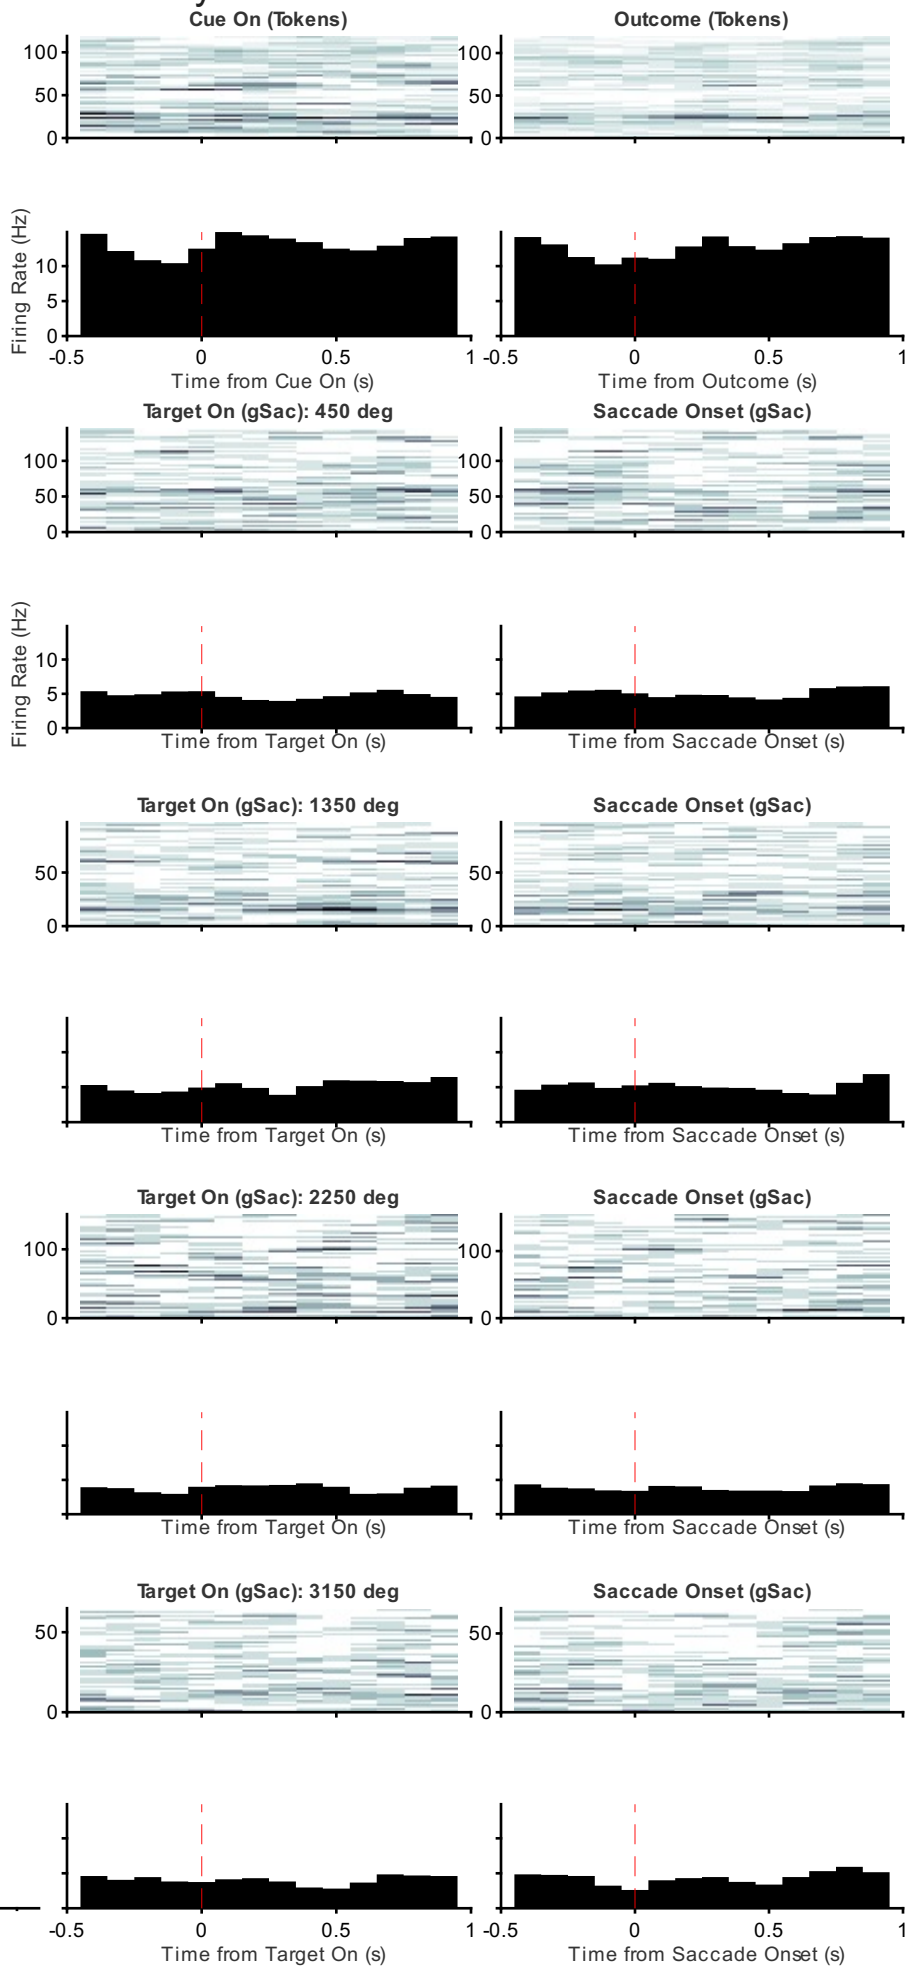 Cue On (Tokens) Outcome (Tokens)
100 100
50 50
0 0
Firing Rate (Hz)
10
5
0
-0.5 0 0.5 1 -0.5 0 0.5 1
Time from Cue On (s) Time from Outcome (s)
Target On (gSac): 450 deg Saccade Onset (gSac)
100 100
50 50
0 0
Firing Rate (Hz)
10
5
0
Time from Target On (s) Time from Saccade Onset (s)
Target On (gSac): 1350 deg Saccade Onset (gSac)
50 50
0 0
Time from Target On (s) Time from Saccade Onset (s)
Target On (gSac): 2250 deg Saccade Onset (gSac)
100 100
0 0
Time from Target On (s) Time from Saccade Onset (s)
Target On (gSac): 3150 deg Saccade Onset (gSac)
50 50
0 0
-0.5 0 0.5 1 -0.5 0 0.5 1
Time from Target On (s) Time from Saccade Onset (s)